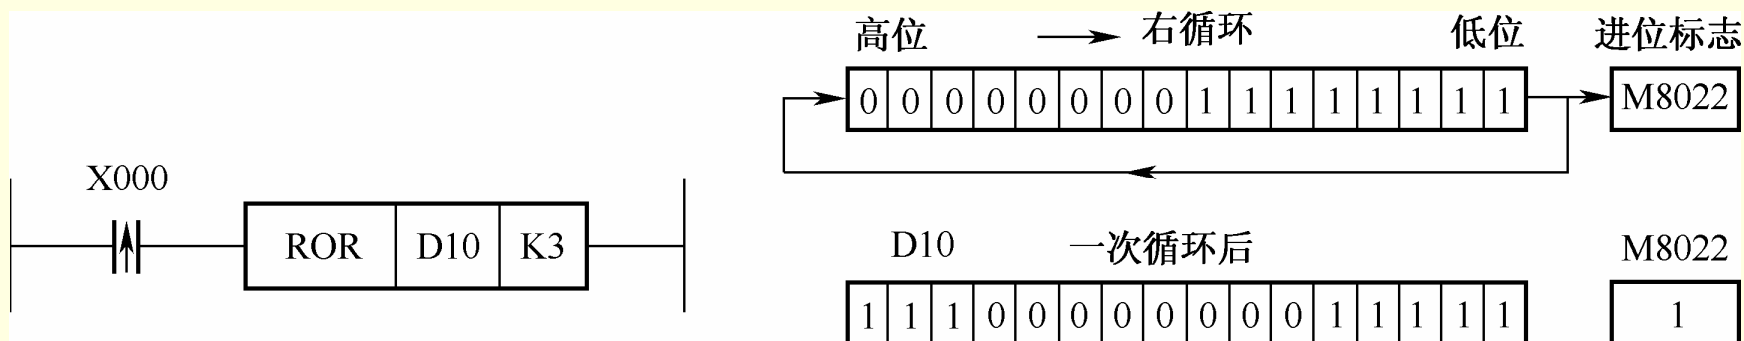 高位 右循环 低位 进位标志
0 0 0 0 0 0 0 0 1 1 1 1 1 1 1 1 M8022
X000
ROR D10 K3
D10 一次循环后 M8022
1 1 1 0 0 0 0 0 0 0 0 1 1 1 1 1 1